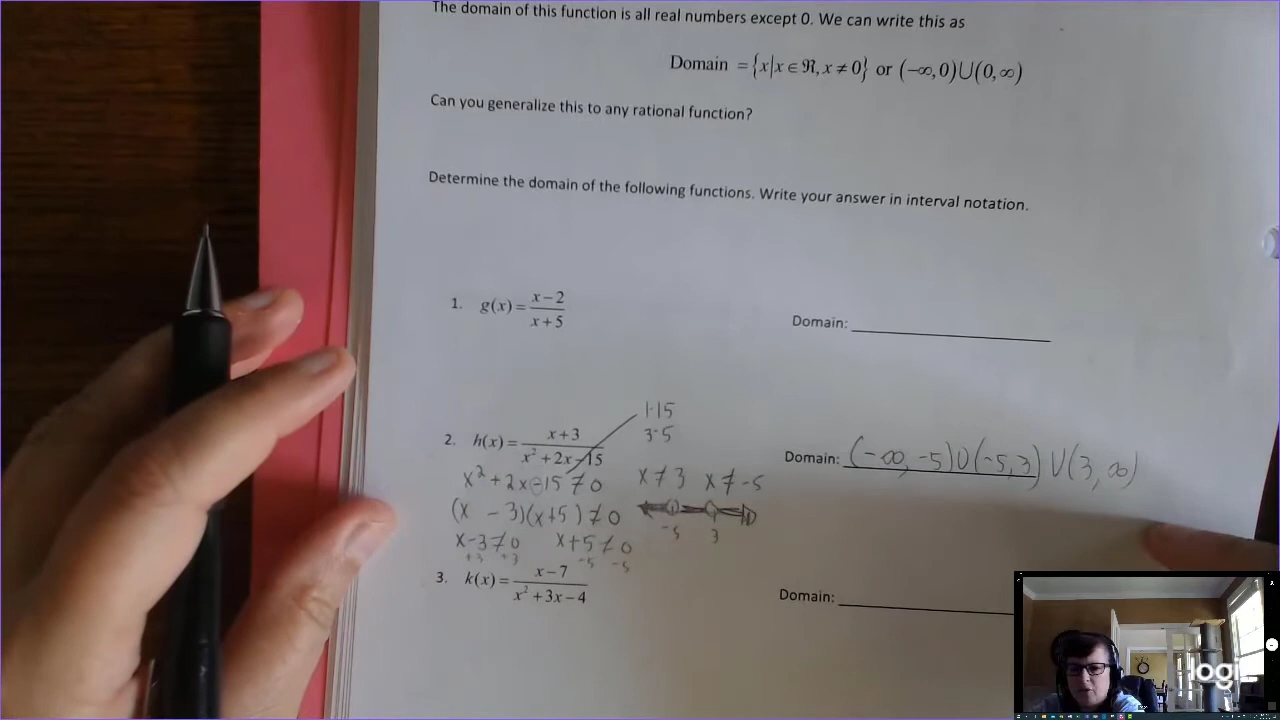 The domain of this function is all real numbers except 0. We can write this as
Domain = {x|x∈ℜ, x≠0} or (-∞,0)⋃(0,∞)
Can you generalize this to any rational function?
Determine the domain of the following functions. Write your answer in interval notation.
1. g(x) = (x-2)/(x+5) Domain: ____________
1·15
3·5
2. h(x) = (x+3)/(x²+2x-15) Domain: (-∞, -5)U(-5,3) U(3, ∞)
x²+2x-15≠0 x≠3 x≠-5
(x -3)(x+5)≠0
-5 3
x-3≠0 x+5≠0
+3 +3 -5 -5
3. k(x) = (x-7)/(x²+3x-4) Domain: ____________
logi